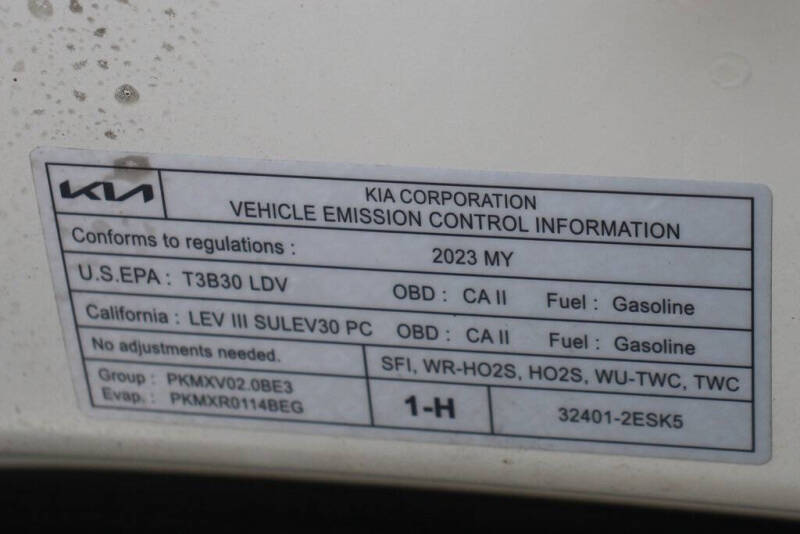 KIA
KIA CORPORATION
VEHICLE EMISSION CONTROL INFORMATION
Conforms to regulations : 2023 MY
U.S.EPA : T3B30 LDV OBD : CA II Fuel : Gasoline
California : LEV III SULEV30 PC OBD : CA II Fuel : Gasoline
No adjustments needed. SFI, WR-HO2S, HO2S, WU-TWC, TWC
Group : PKMXV02.0BE3
Evap. : PKMXR0114BEG
1-H 32401-2ESK5